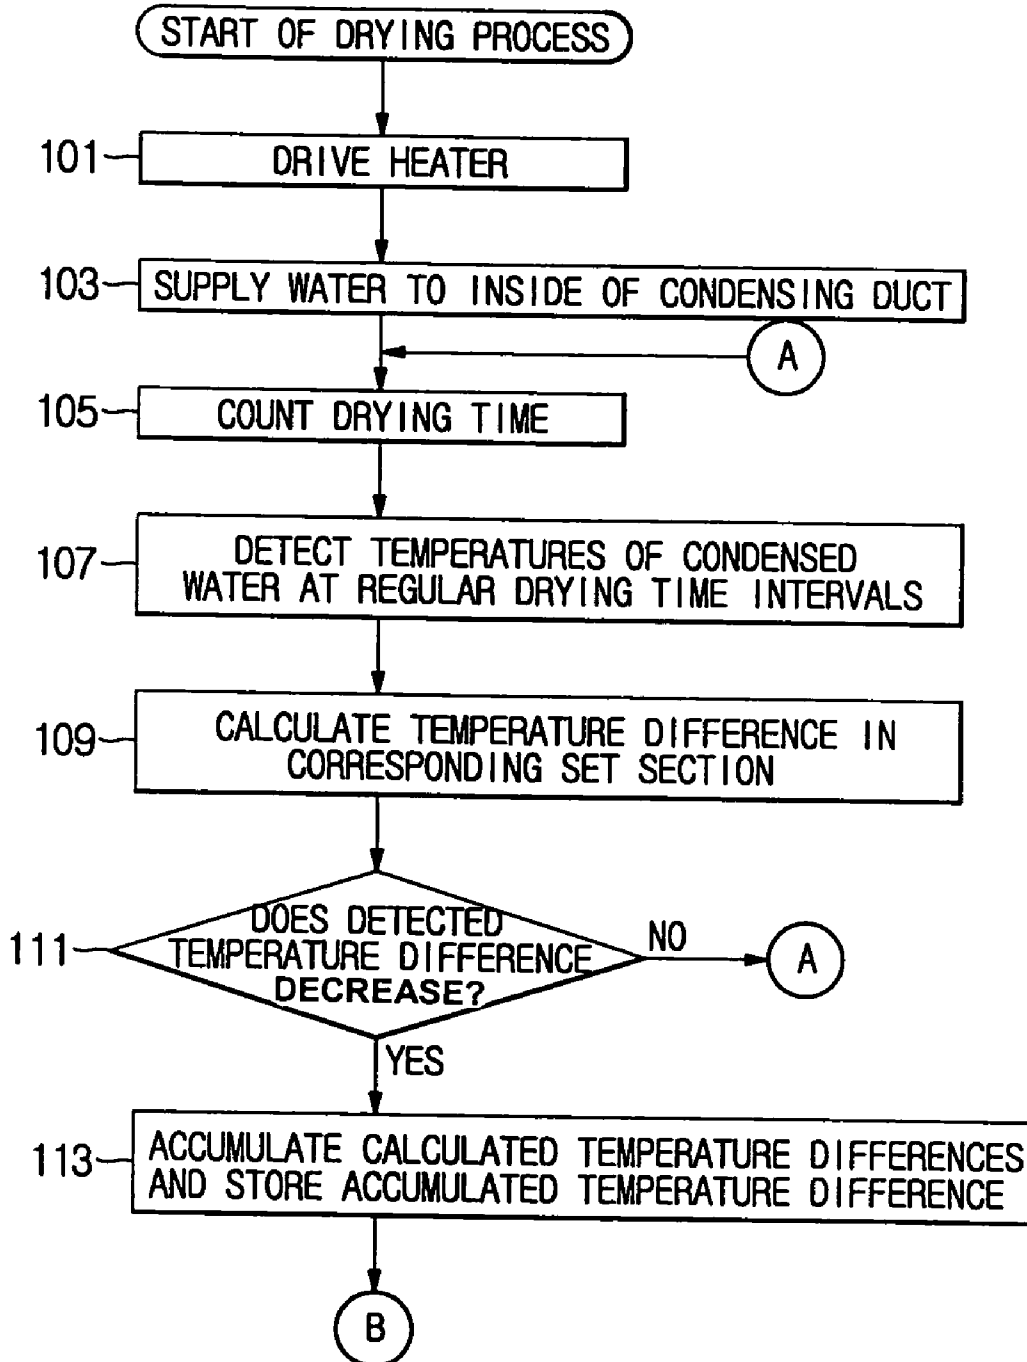 START OF DRYING PROCESS
101
DRIVE HEATER
103
SUPPLY WATER TO INSIDE OF CONDENSING DUCT
A
105
COUNT DRYING TIME
107
DETECT TEMPERATURES OF CONDENSED
WATER AT REGULAR DRYING TIME INTERVALS
109
CALCULATE TEMPERATURE DIFFERENCE IN
CORRESPONDING SET SECTION
111
DOES DETECTED
TEMPERATURE DIFFERENCE
DECREASE?
NO
A
YES
113
ACCUMULATE CALCULATED TEMPERATURE DIFFERENCES
AND STORE ACCUMULATED TEMPERATURE DIFFERENCE
B